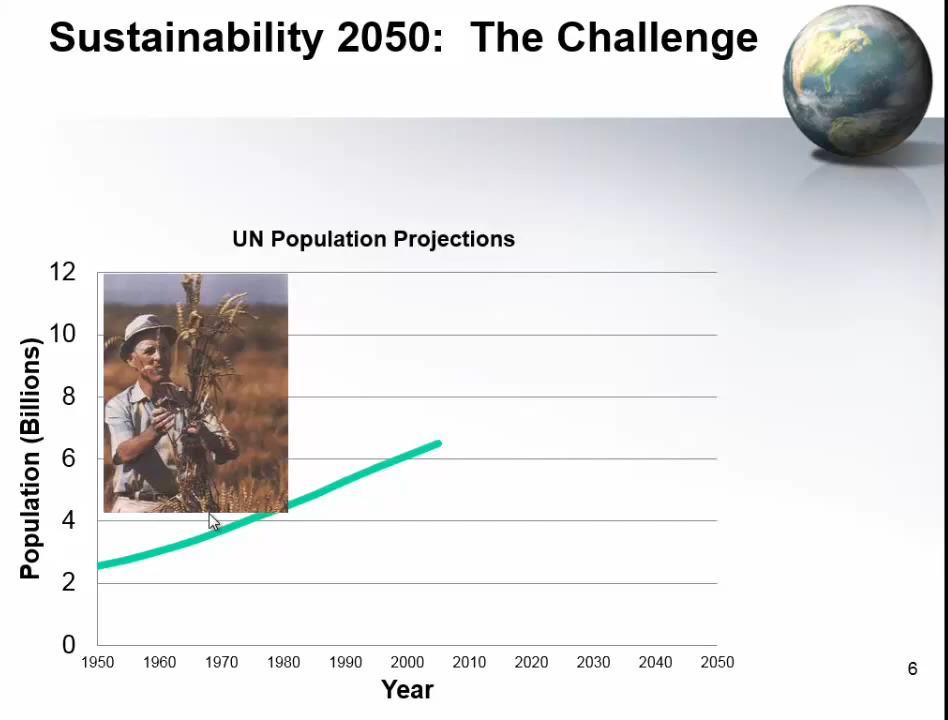 Sustainability 2050: The Challenge
UN Population Projections
12
10
8
6
4
2
0
Population (Billions)
1950 1960 1970 1980 1990 2000 2010 2020 2030 2040 2050
Year
6